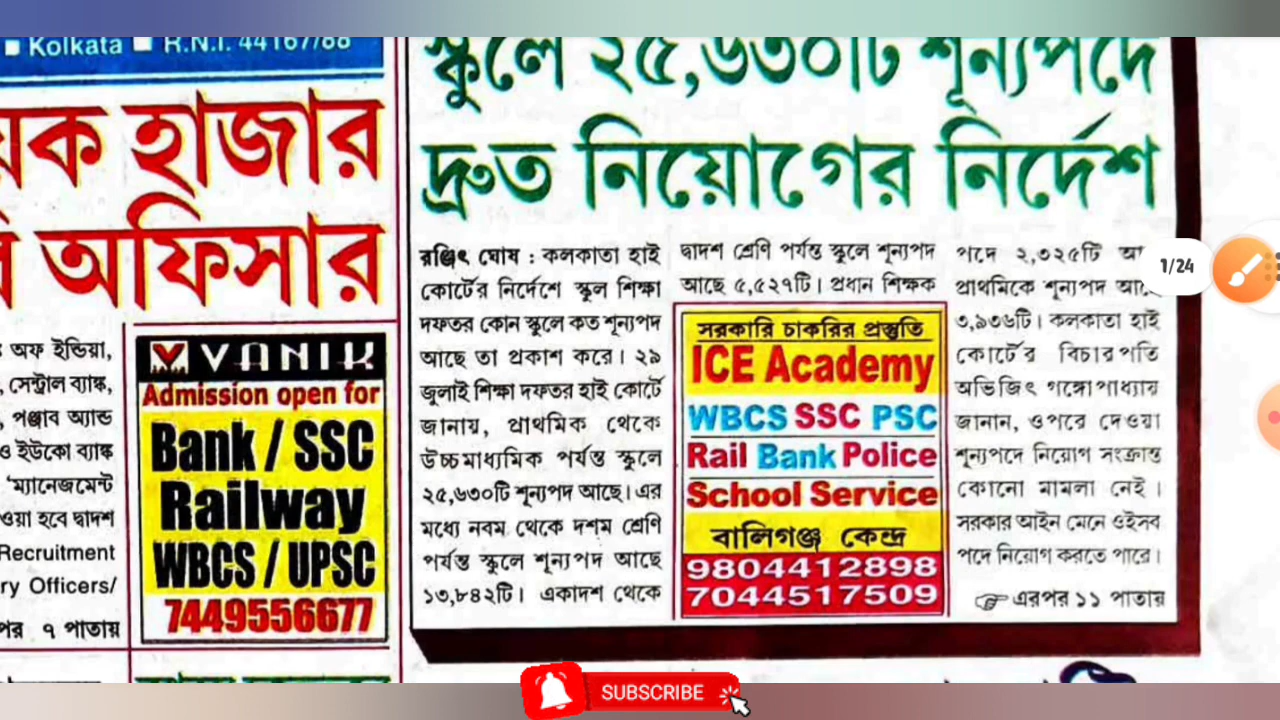 ■ Kolkata ■ R.N.I. 44167/88
হাজার
অফিসার
অফ ইন্ডিয়া,
সেন্ট্রাল ব্যাঙ্ক,
পঞ্জাব অ্যান্ড
ও ইউকো ব্যাঙ্ক
'ম্যানেজমেন্ট
ওয়া হবে দ্বাদশ
Recruitment
ry Officers/
৭ পাতায়
VANIK
Admission open for
Bank / SSC
Railway
WBCS / UPSC
7449556677
স্কুলে ২৫,৬৩০টি শূন্যপদে
দ্রুত নিয়োগের নির্দেশ
রঞ্জিৎ ঘোষ : কলকাতা হাই
কোর্টের নির্দেশে স্কুল শিক্ষা
দফতর কোন স্কুলে কত শূন্যপদ
আছে তা প্রকাশ করে। ২৯
জুলাই শিক্ষা দফতর হাই কোর্টে
জানায়, প্রাথমিক থেকে
উচ্চমাধ্যমিক পর্যন্ত স্কুলে
২৫,৬৩০টি শূন্যপদ আছে। এর
মধ্যে নবম থেকে দশম শ্রেণি
পর্যন্ত স্কুলে শূন্যপদ আছে
১৩,৮৪২টি। একাদশ থেকে
দ্বাদশ শ্রেণি পর্যন্ত স্কুলে শূন্যপদ
আছে ৫,৫২৭টি। প্রধান শিক্ষক
সরকারি চাকরির প্রস্তুতি
ICE Academy
WBCS SSC PSC
Rail Bank Police
School Service
বালিগঞ্জ কেন্দ্র
9804412898
7044517509
পদে ২,৩২৫টি
প্রাথমিকে শূন্যপদ
৩,৯৩৬টি। কলকাতা হাই
কোর্টের বিচারপতি
অভিজিৎ গঙ্গোপাধ্যায়
জানান, ওপরে দেওয়া
শূন্যপদে নিয়োগ সংক্রান্ত
কোনো মামলা নেই।
সরকার আইন মেনে ওইসব
পদে নিয়োগ করতে পারে।
এরপর ১১ পাতায়
1/24
SUBSCRIBE